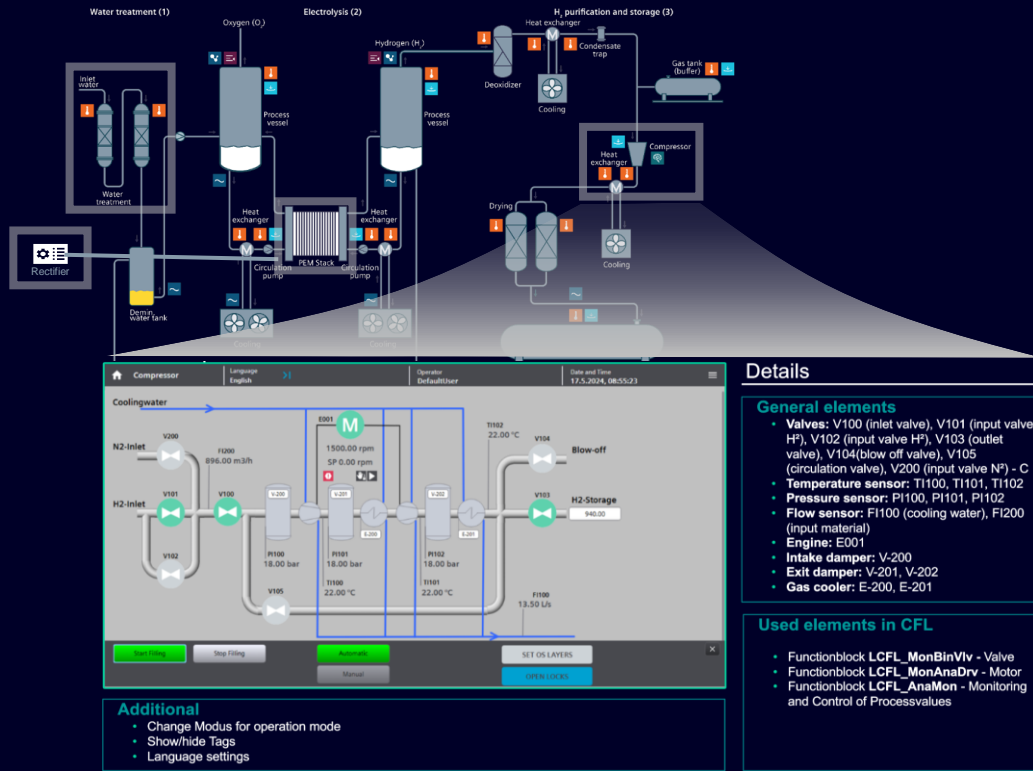 Water treatment (1)
Electrolysis (2)
H2 purification and storage (3)
Oxygen (O2)
Hydrogen (H2)
Heat exchanger
Condensate trap
Gas tank (buffer)
Deoxidizer
Cooling
Inlet water
Process vessel
Process vessel
Compressor
Heat exchanger
Water treatment
Drying
Heat exchanger
Heat exchanger
Rectifier
PEM Stack
Circulation pump
Circulation pump
Cooling
Demin. water tank
Cooling
Cooling
Compressor
Language
English
Operator
DefaultUser
Date and Time
17.5.2024, 08:55:23
Coolingwater
E001
M
TI102
22.00 °C
V200
N2-Inlet
FI200
896.00 m3/h
1500.00 rpm
SP 0.00 rpm
V104
Blow-off
V101
V100
V-200
V-201
V-202
V103
H2-Storage
H2-Inlet
940.00
E-200
E-201
V102
PI100
18.00 bar
PI101
18.00 bar
PI102
18.00 bar
TI100
22.00 °C
TI101
22.00 °C
V105
FI100
13.50 L/s
Start Filling
Stop Filling
Automatic
Manual
SET OS LAYERS
OPEN LOCKS
Details
General elements
• Valves: V100 (inlet valve), V101 (input valve
H²), V102 (input valve H²), V103 (outlet
valve), V104(blow off valve), V105
(circulation valve), V200 (input valve N²) - C
• Temperature sensor: TI100, TI101, TI102
• Pressure sensor: PI100, PI101, PI102
• Flow sensor: FI100 (cooling water), FI200
(input material)
• Engine: E001
• Intake damper: V-200
• Exit damper: V-201, V-202
• Gas cooler: E-200, E-201
Used elements in CFL
• Functionblock LCFL_MonBinVlv - Valve
• Functionblock LCFL_MonAnaDrv - Motor
• Functionblock LCFL_AnaMon - Monitoring
and Control of Processvalues
Additional
• Change Modus for operation mode
• Show/hide Tags
• Language settings